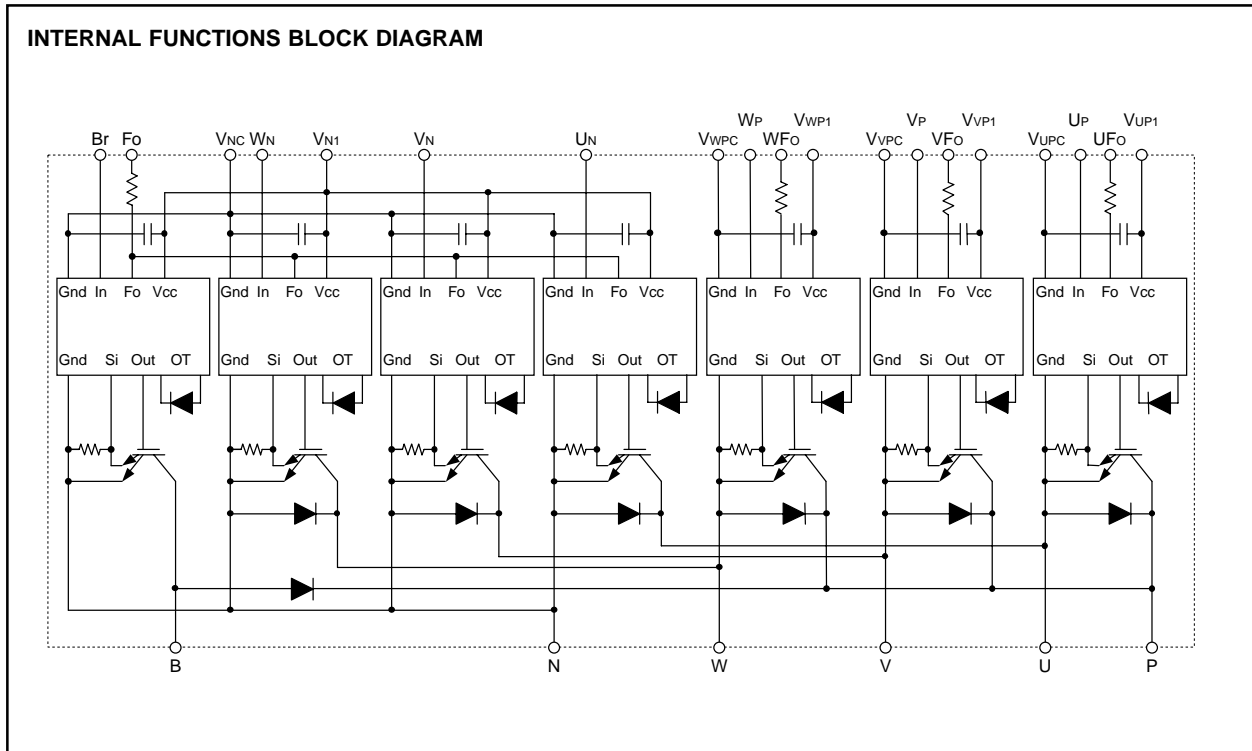 INTERNAL FUNCTIONS BLOCK DIAGRAM
WP VWP1 VP VVP1 UP VUP1
Br FO VNC WN VN1 VN UN VWPC WFO VVPC VFO VUPC UFO
Gnd In Fo Vcc Gnd In Fo Vcc Gnd In Fo Vcc Gnd In Fo Vcc Gnd In Fo Vcc Gnd In Fo Vcc Gnd In Fo Vcc
Gnd Si Out OT Gnd Si Out OT Gnd Si Out OT Gnd Si Out OT Gnd Si Out OT Gnd Si Out OT Gnd Si Out OT
B N W V U P